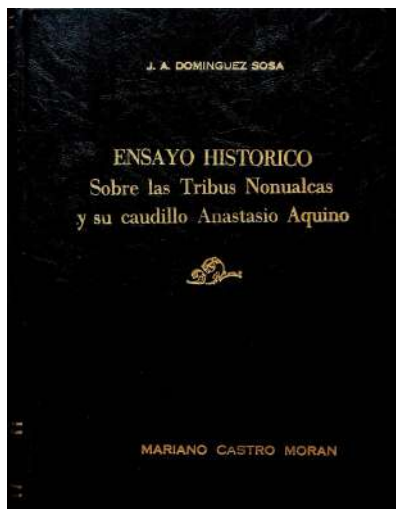 J. A. DOMINGUEZ SOSA
ENSAYO HISTORICO
Sobre las Tribus Nonualcas
y su caudillo Anastasio Aquino
MARIANO CASTRO MORAN